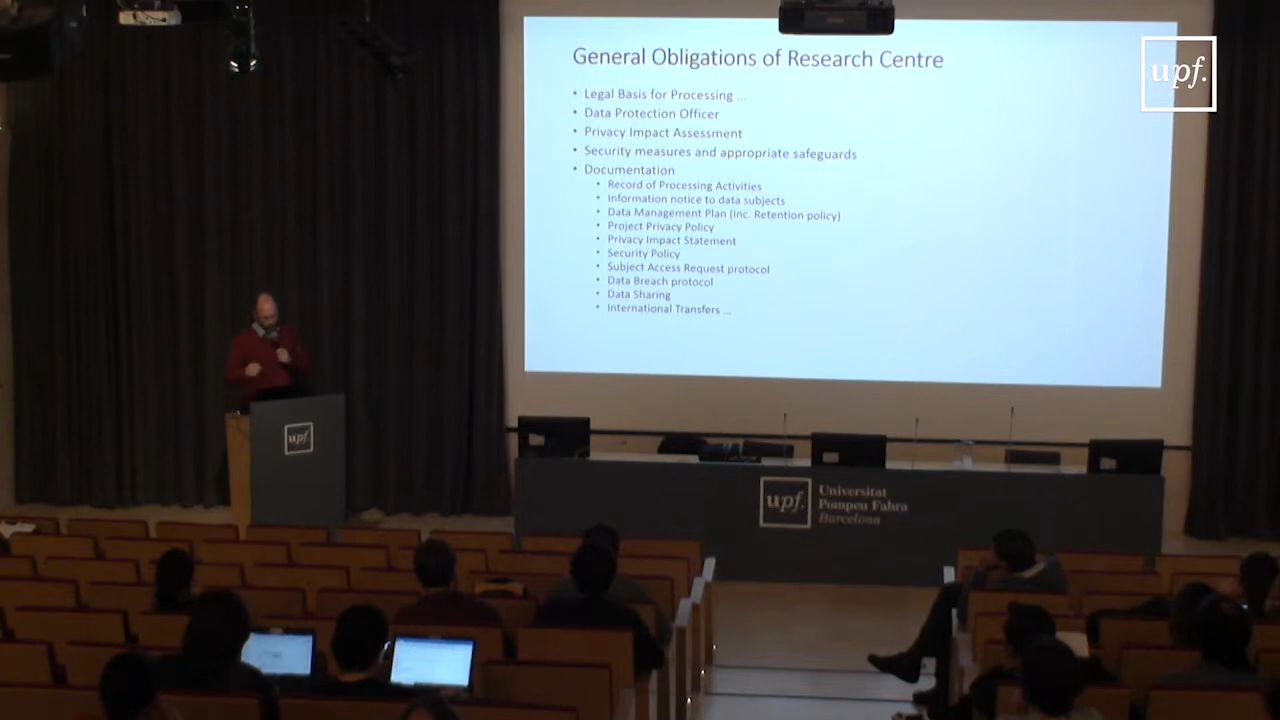 General Obligations of Research Centre
• Legal Basis for Processing ...
• Data Protection Officer
• Privacy Impact Assessment
• Security measures and appropriate safeguards
• Documentation
• Record of Processing Activities
• Information notice to data subjects
• Data Management Plan (inc. Retention policy)
• Project Privacy Policy
• Privacy Impact Statement
• Security Policy
• Subject Access Request protocol
• Data Breach protocol
• Data Sharing
• International Transfers ...
upf.
upf.
upf.
Universitat
Pompeu Fabra
Barcelona